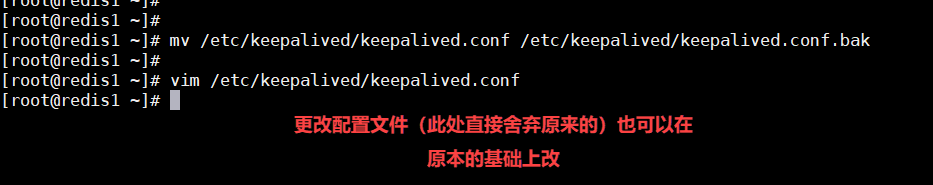 [root@redis1 ~]#
[root@redis1 ~]#
[root@redis1 ~]# mv /etc/keepalived/keepalived.conf /etc/keepalived/keepalived.conf.bak
[root@redis1 ~]#
[root@redis1 ~]# vim /etc/keepalived/keepalived.conf
[root@redis1 ~]#
更改配置文件（此处直接舍弃原来的）也可以在
原本的基础上改